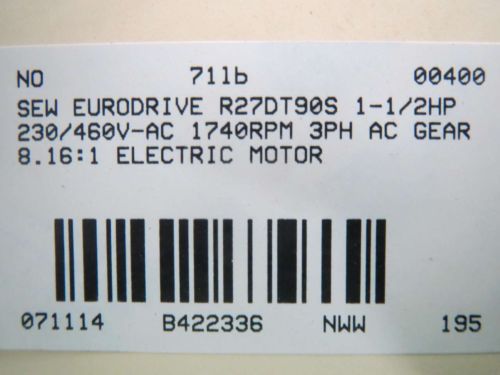 NO 71lb 00400
SEW EURODRIVE R27DT90S 1-1/2HP
230/460V-AC 1740RPM 3PH AC GEAR
8.16:1 ELECTRIC MOTOR
071114 B422336 NWW 195